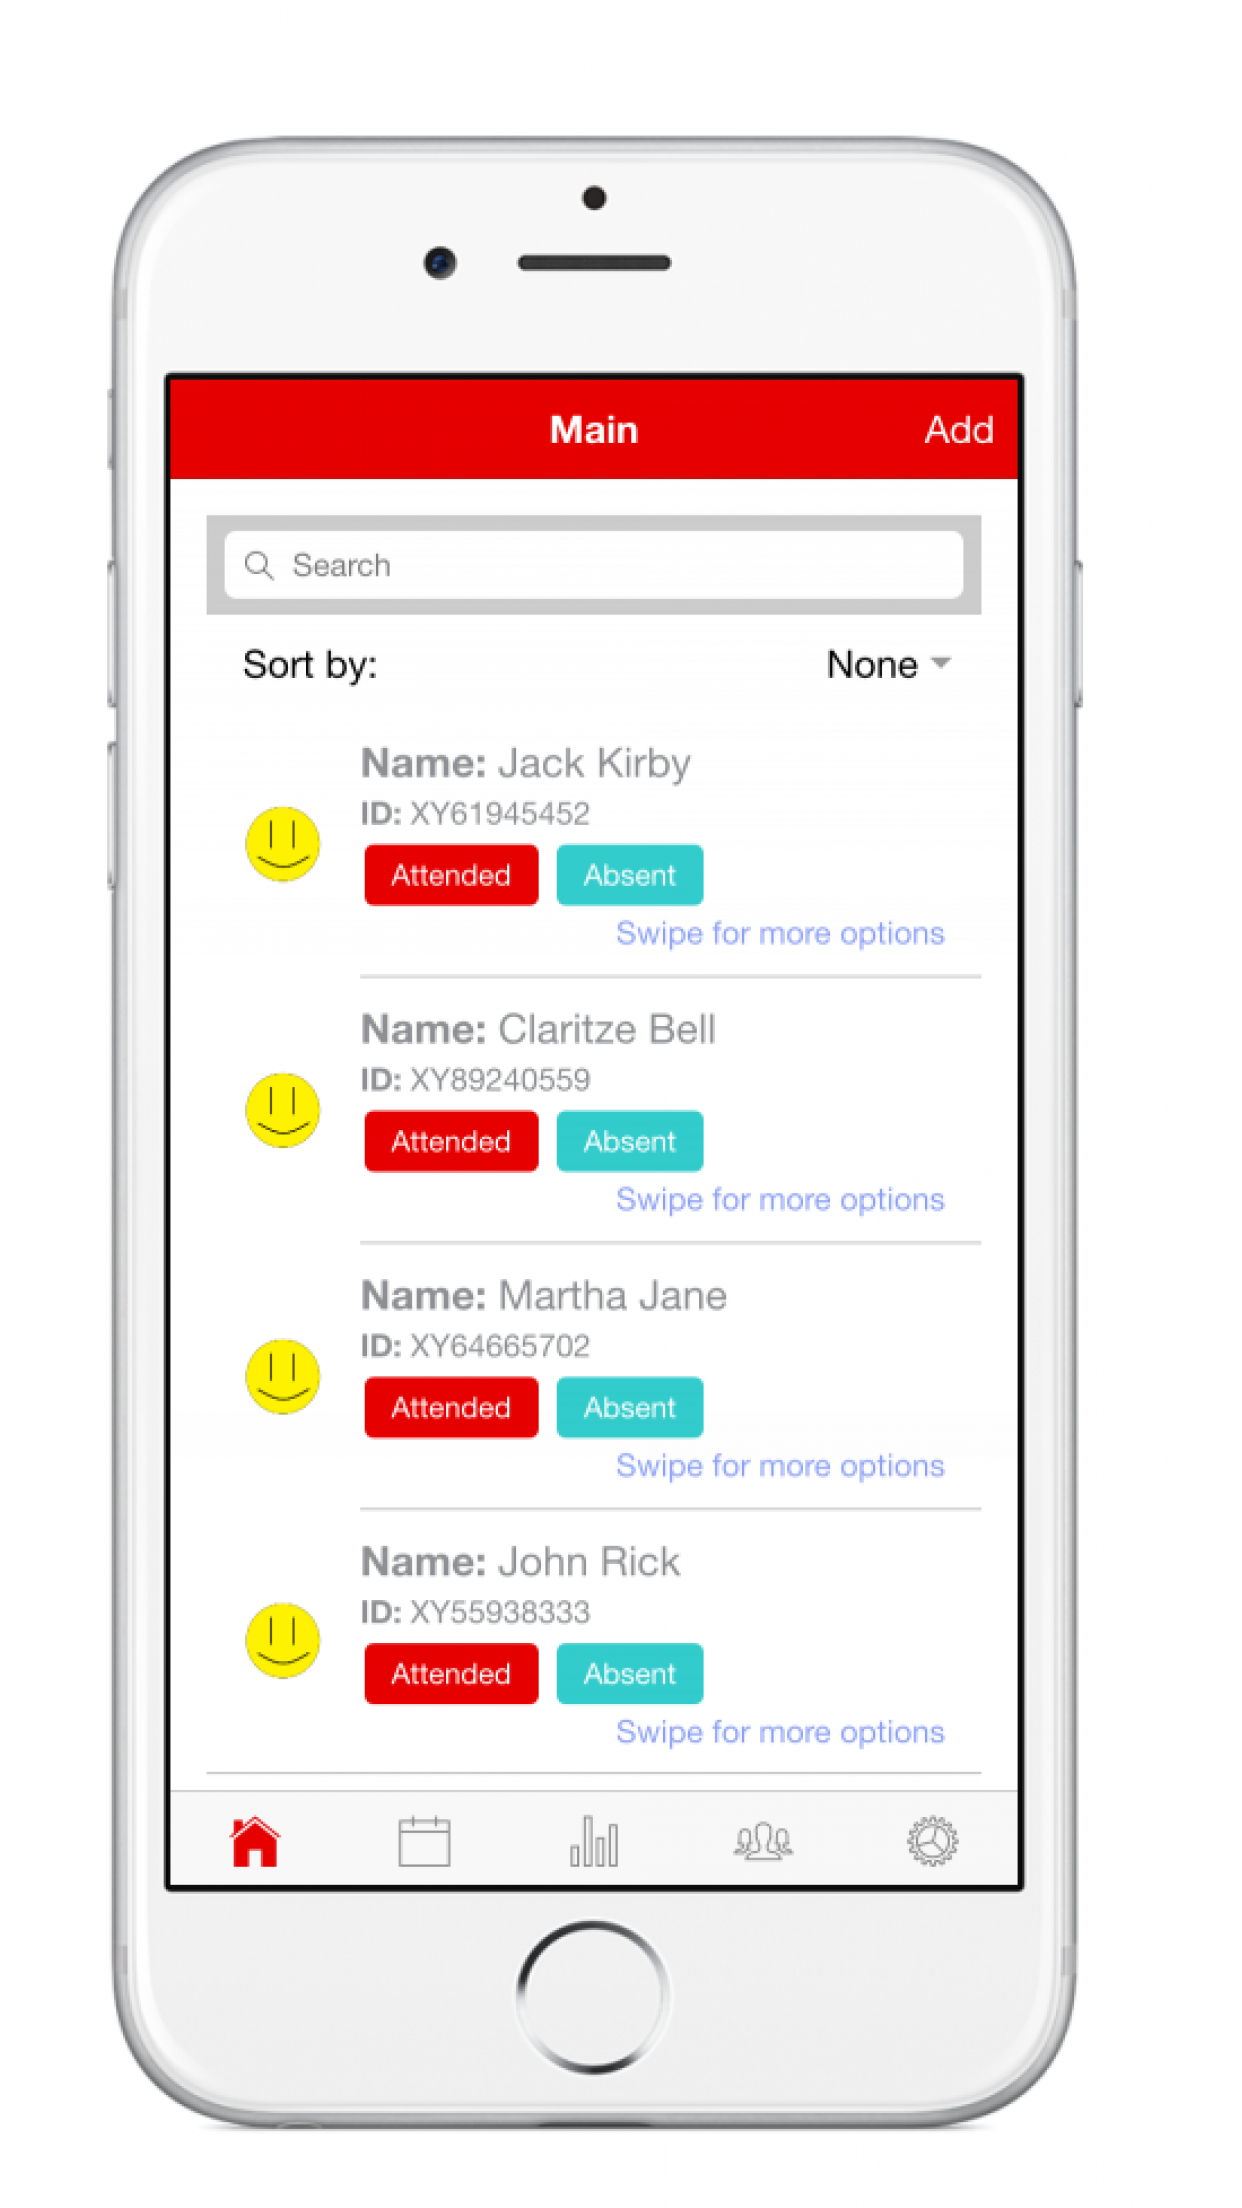 Main Add
Search
Sort by: None
Name: Jack Kirby
ID: XY61945452
Attended Absent
Swipe for more options
Name: Claritze Bell
ID: XY89240559
Attended Absent
Swipe for more options
Name: Martha Jane
ID: XY64665702
Attended Absent
Swipe for more options
Name: John Rick
ID: XY55938333
Attended Absent
Swipe for more options